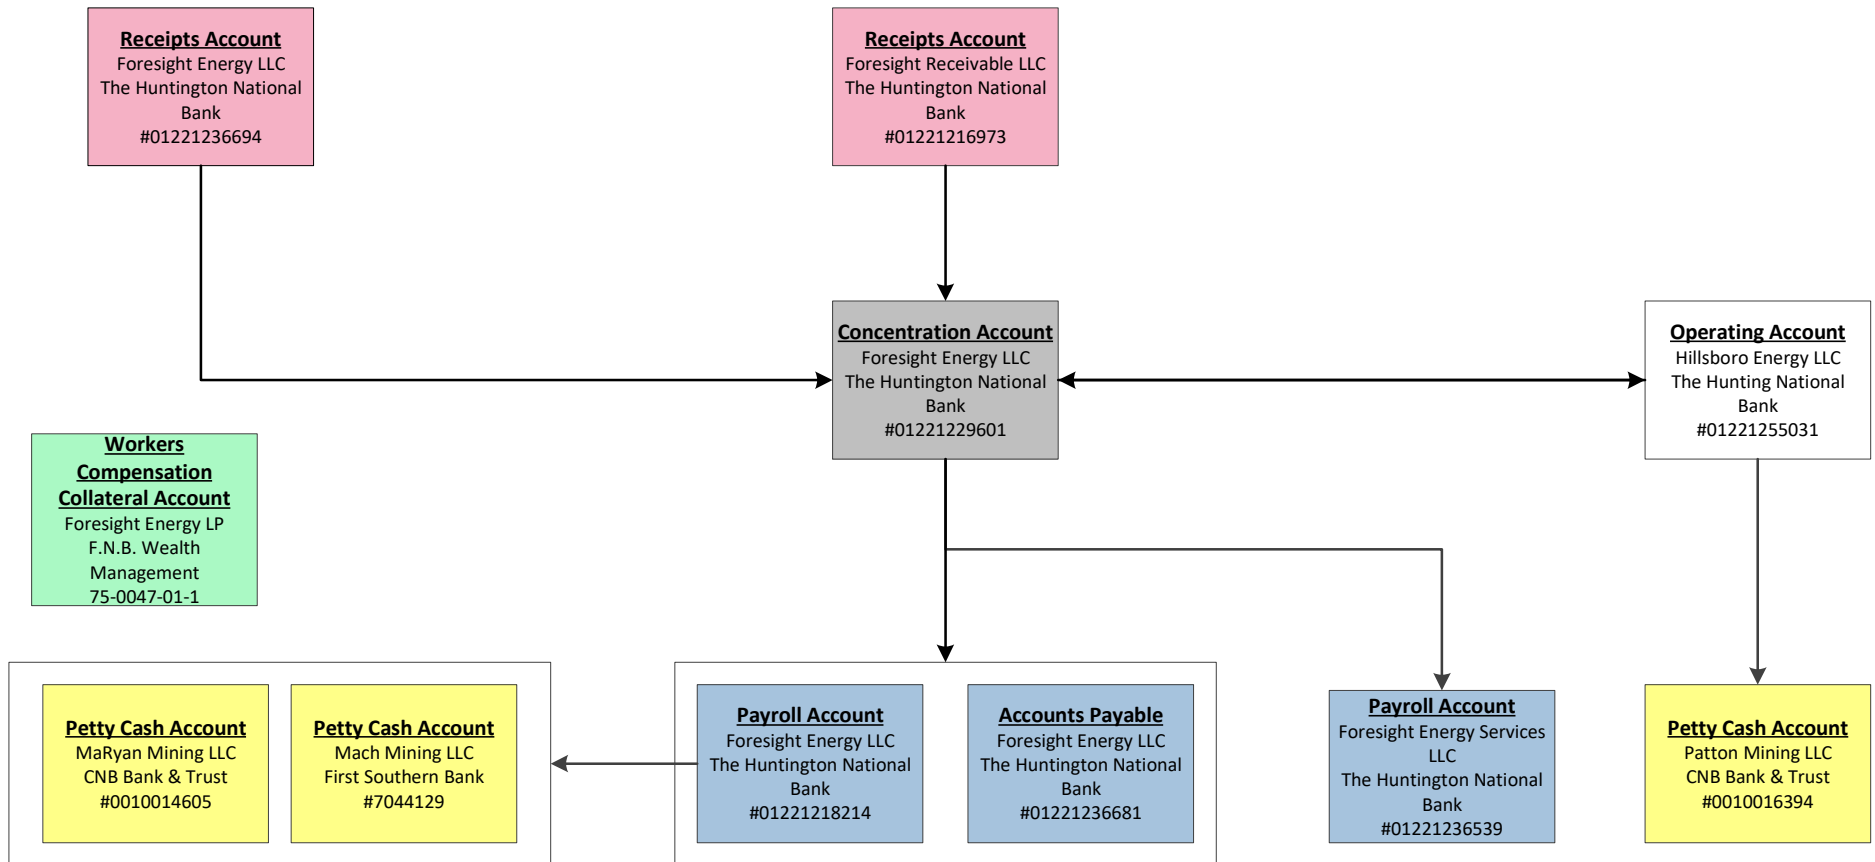 Receipts Account
Foresight Energy LLC
The Huntington National
Bank
#01221236694
Receipts Account
Foresight Receivable LLC
The Huntington National
Bank
#01221216973
Concentration Account
Foresight Energy LLC
The Huntington National
Bank
#01221229601
Operating Account
Hillsboro Energy LLC
The Hunting National
Bank
#01221255031
Workers
Compensation
Collateral Account
Foresight Energy LP
F.N.B. Wealth
Management
75-0047-01-1
Petty Cash Account
MaRyan Mining LLC
CNB Bank & Trust
#0010014605
Petty Cash Account
Mach Mining LLC
First Southern Bank
#7044129
Payroll Account
Foresight Energy LLC
The Huntington National
Bank
#01221218214
Accounts Payable
Foresight Energy LLC
The Huntington National
Bank
#01221236681
Payroll Account
Foresight Energy Services
LLC
The Huntington National
Bank
#01221236539
Petty Cash Account
Patton Mining LLC
CNB Bank & Trust
#0010016394